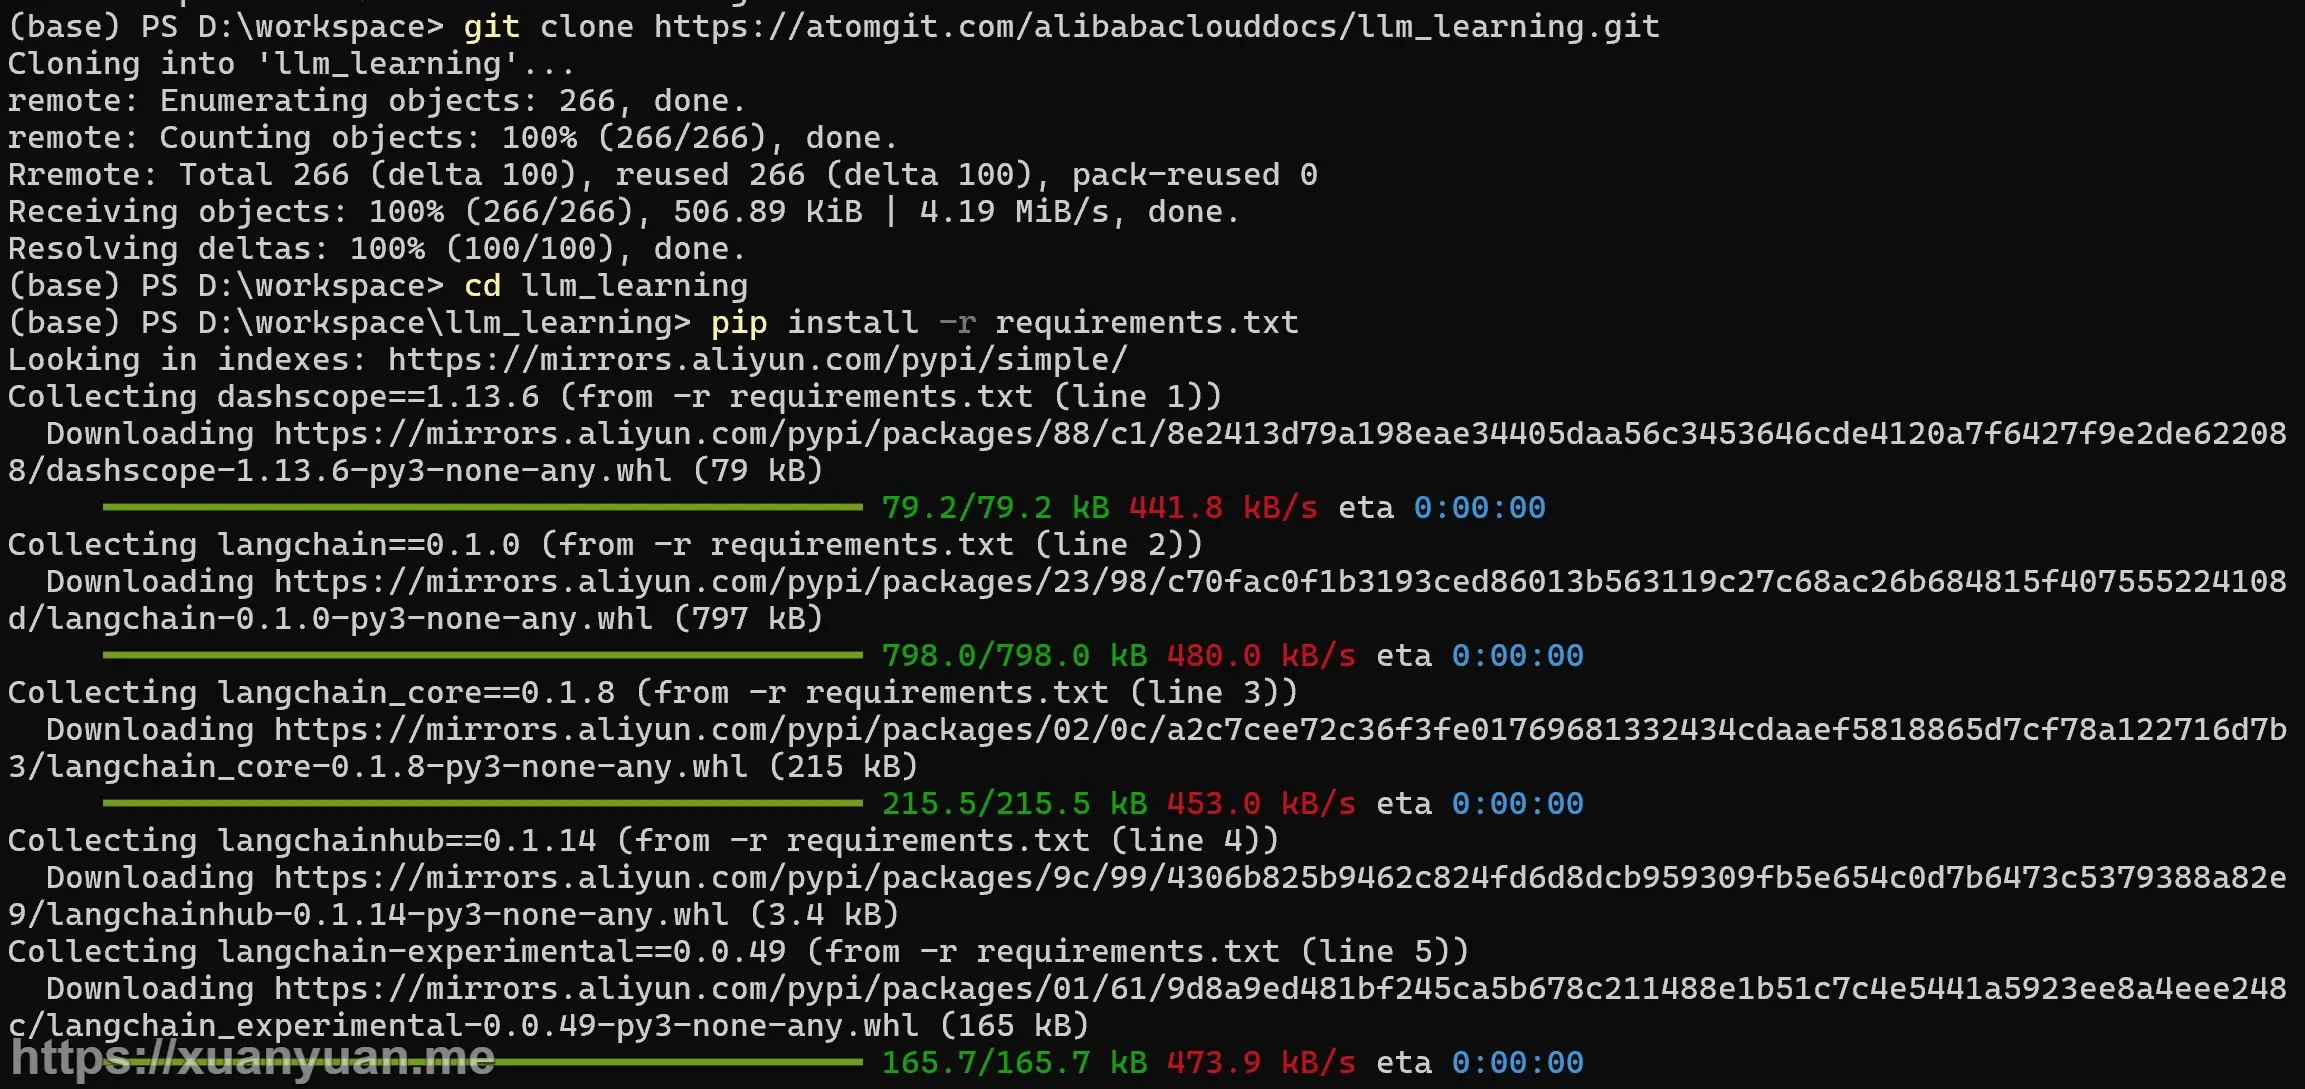 (base) PS D:\workspace> git clone https://atomgit.com/alibabaclouddocs/llm_learning.git
Cloning into 'llm_learning'...
remote: Enumerating objects: 266, done.
remote: Counting objects: 100% (266/266), done.
Rremote: Total 266 (delta 100), reused 266 (delta 100), pack-reused 0
Receiving objects: 100% (266/266), 506.89 KiB | 4.19 MiB/s, done.
Resolving deltas: 100% (100/100), done.
(base) PS D:\workspace> cd llm_learning
(base) PS D:\workspace\llm_learning> pip install -r requirements.txt
Looking in indexes: https://mirrors.aliyun.com/pypi/simple/
Collecting dashscope==1.13.6 (from -r requirements.txt (line 1))
  Downloading https://mirrors.aliyun.com/pypi/packages/88/c1/8e2413d79a198eae34405daa56c3453646cde4120a7f6427f9e2de62208
8/dashscope-1.13.6-py3-none-any.whl (79 kB)
79.2/79.2 kB 441.8 kB/s eta 0:00:00
Collecting langchain==0.1.0 (from -r requirements.txt (line 2))
  Downloading https://mirrors.aliyun.com/pypi/packages/23/98/c70fac0f1b3193ced86013b563119c27c68ac26b684815f407555224108
d/langchain-0.1.0-py3-none-any.whl (797 kB)
798.0/798.0 kB 480.0 kB/s eta 0:00:00
Collecting langchain_core==0.1.8 (from -r requirements.txt (line 3))
  Downloading https://mirrors.aliyun.com/pypi/packages/02/0c/a2c7cee72c36f3fe01769681332434cdaaef5818865d7cf78a122716d7b
3/langchain_core-0.1.8-py3-none-any.whl (215 kB)
215.5/215.5 kB 453.0 kB/s eta 0:00:00
Collecting langchainhub==0.1.14 (from -r requirements.txt (line 4))
  Downloading https://mirrors.aliyun.com/pypi/packages/9c/99/4306b825b9462c824fd6d8dcb959309fb5e654c0d7b6473c5379388a82e
9/langchainhub-0.1.14-py3-none-any.whl (3.4 kB)
Collecting langchain-experimental==0.0.49 (from -r requirements.txt (line 5))
  Downloading https://mirrors.aliyun.com/pypi/packages/01/61/9d8a9ed481bf245ca5b678c211488e1b51c7c4e5441a5923ee8a4eee248
c/langchain_experimental-0.0.49-py3-none-any.whl (165 kB)
165.7/165.7 kB 473.9 kB/s eta 0:00:00
https://xuanyuan.me